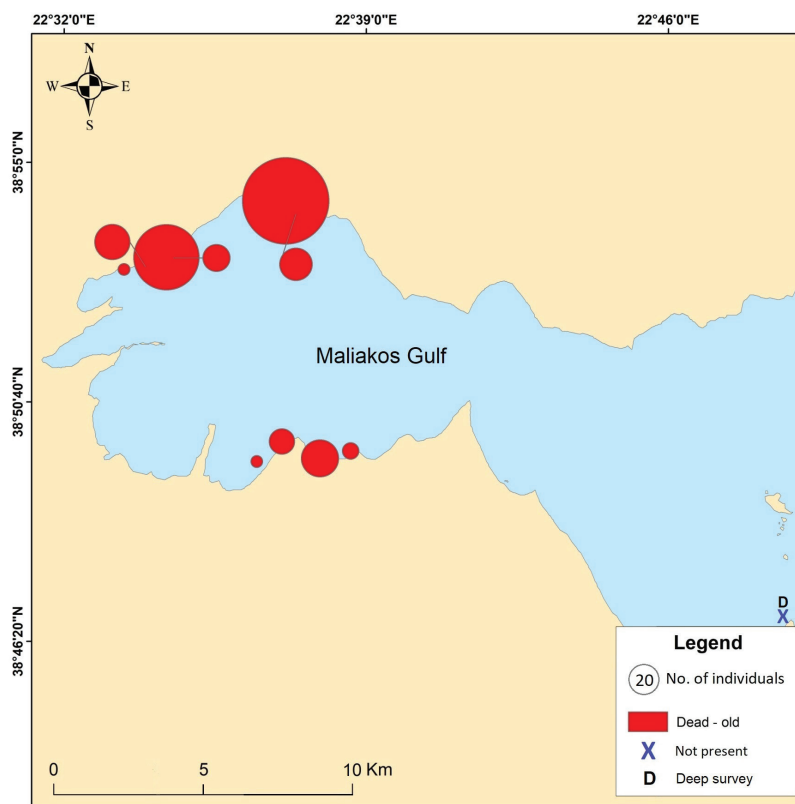 22°32'0"E 22°39'0"E 22°46'0"E
N
W E
S
38°55'0"N
Maliakos Gulf
38°50'40"N
38°46'20"N
D
X
Legend
20 No. of individuals
Dead - old
X Not present
D Deep survey
0 5 10 Km